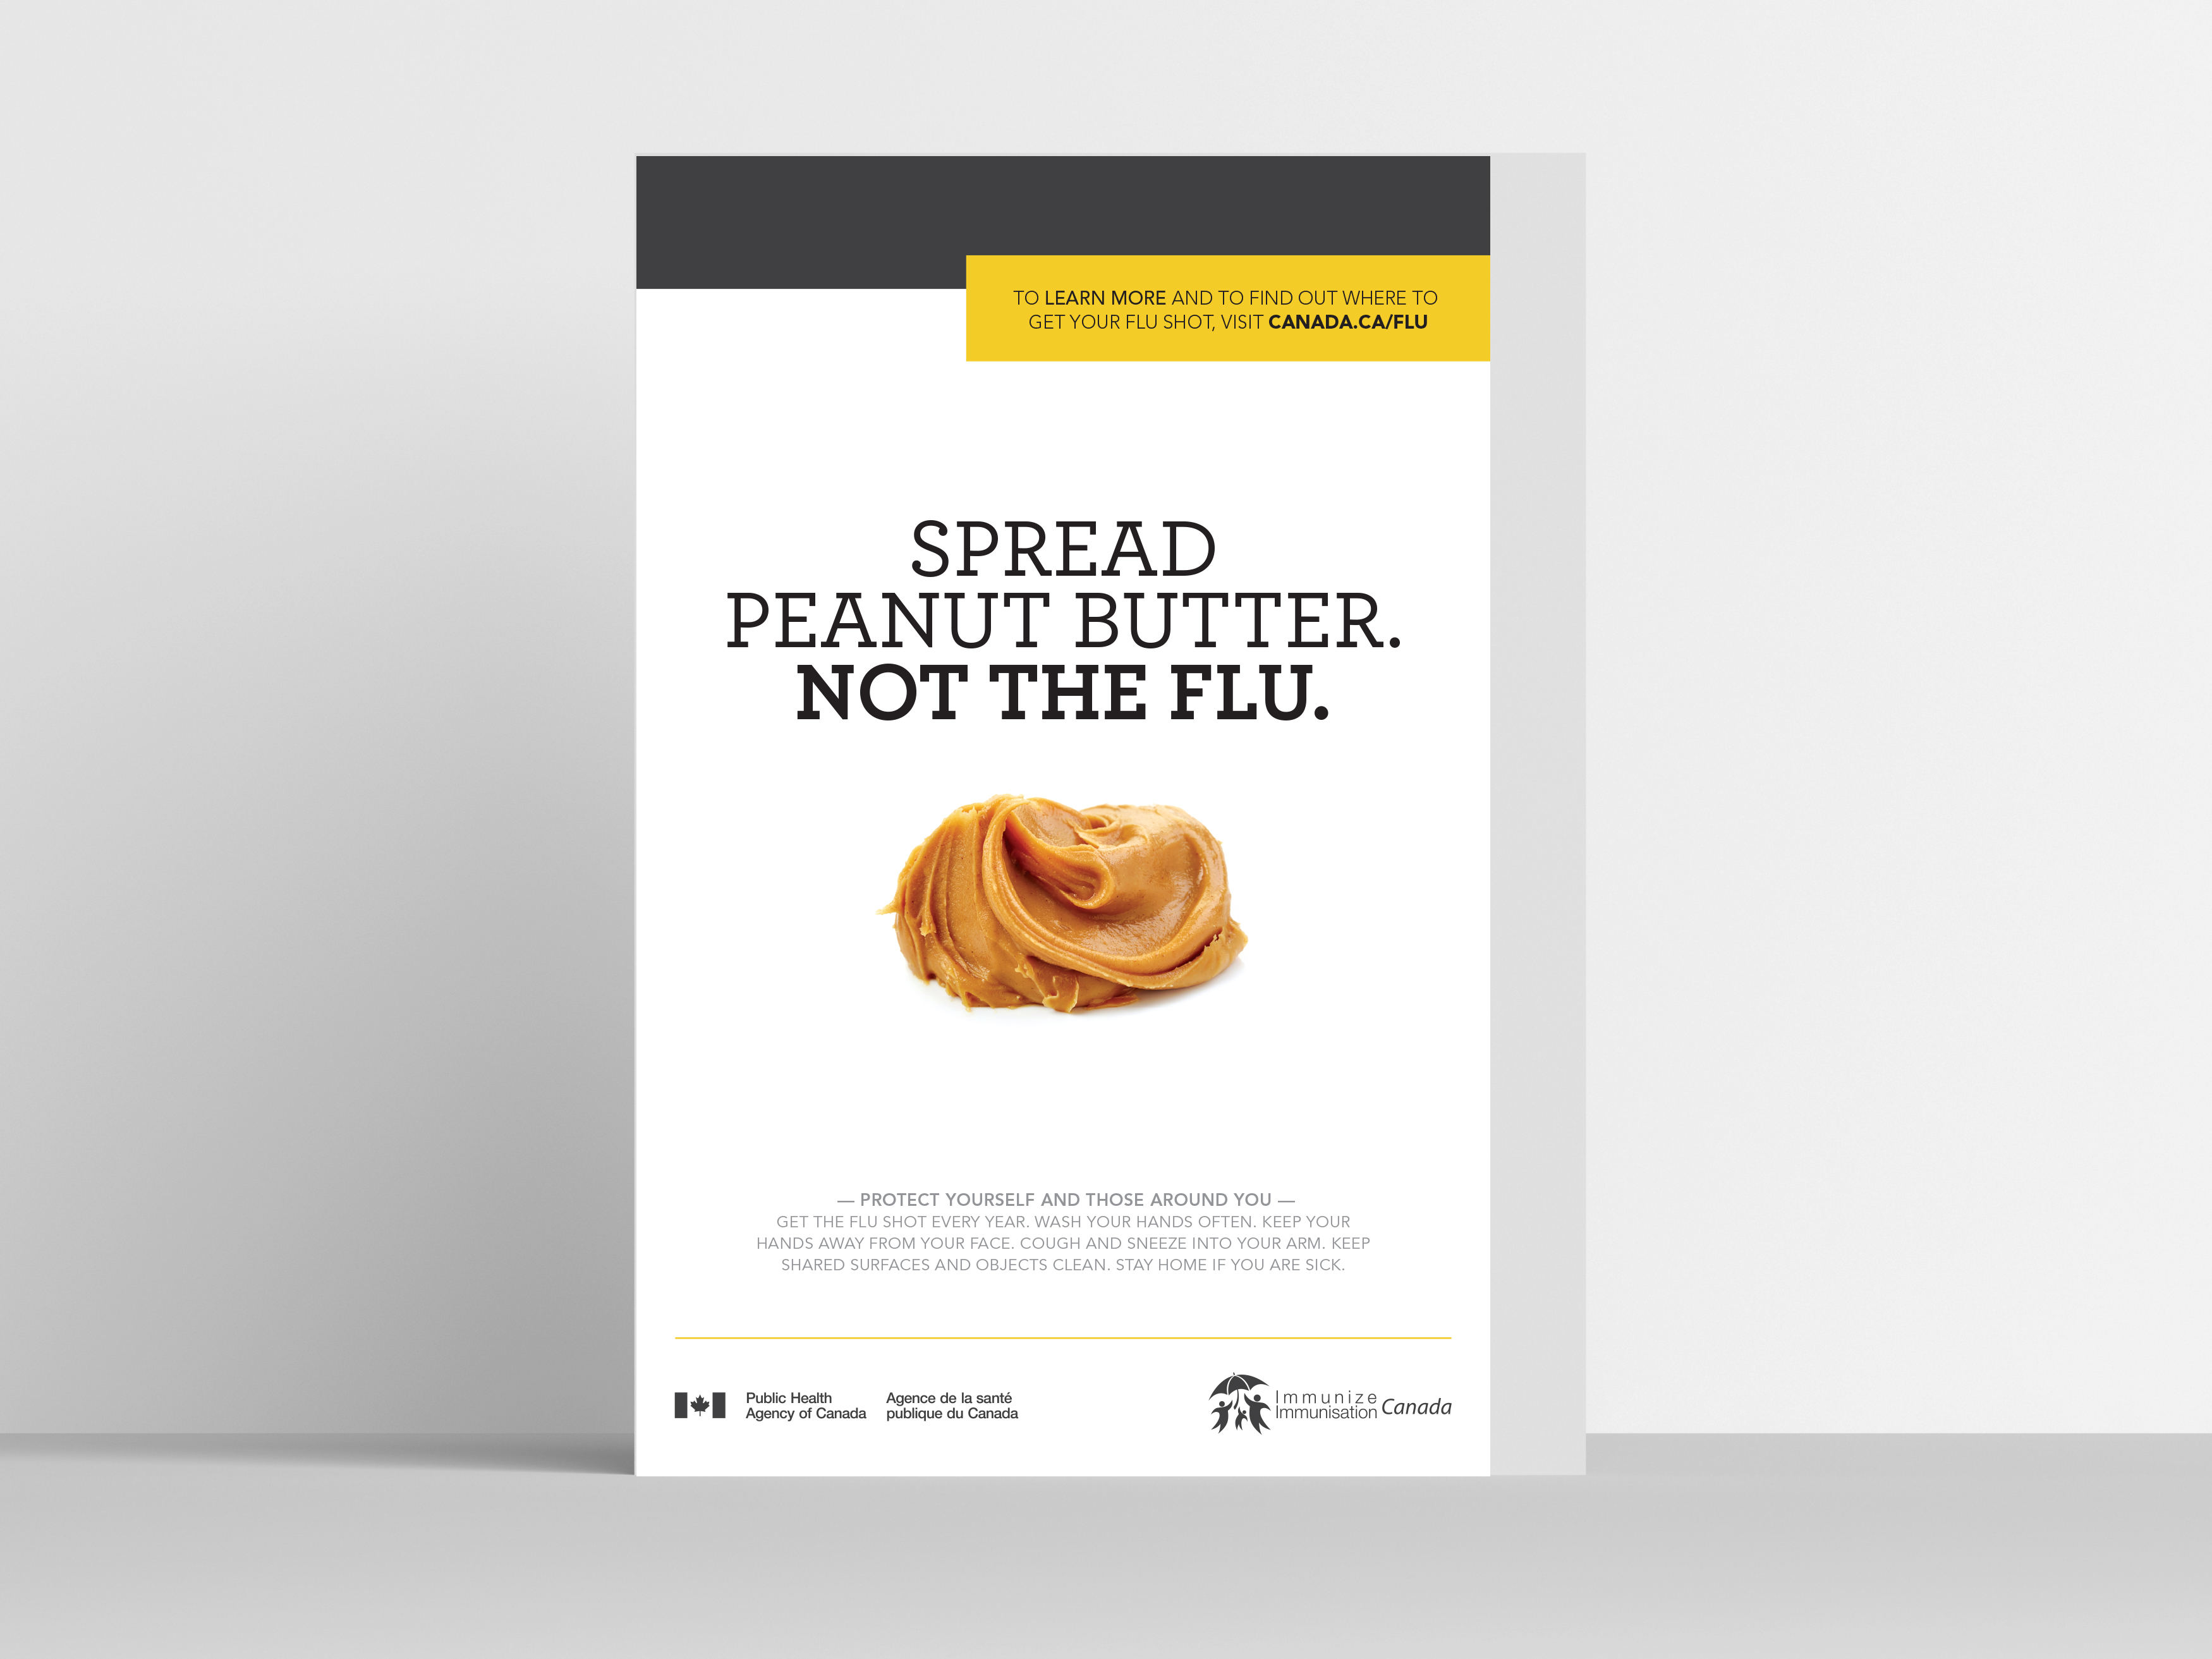 TO LEARN MORE AND TO FIND OUT WHERE TO
GET YOUR FLU SHOT, VISIT CANADA.CA/FLU
SPREAD
PEANUT BUTTER.
NOT THE FLU.
— PROTECT YOURSELF AND THOSE AROUND YOU —
GET THE FLU SHOT EVERY YEAR. WASH YOUR HANDS OFTEN. KEEP YOUR
HANDS AWAY FROM YOUR FACE. COUGH AND SNEEZE INTO YOUR ARM. KEEP
SHARED SURFACES AND OBJECTS CLEAN. STAY HOME IF YOU ARE SICK.
Public Health
Agency of Canada
Agence de la santé
publique du Canada
Immunize
Immunisation Canada